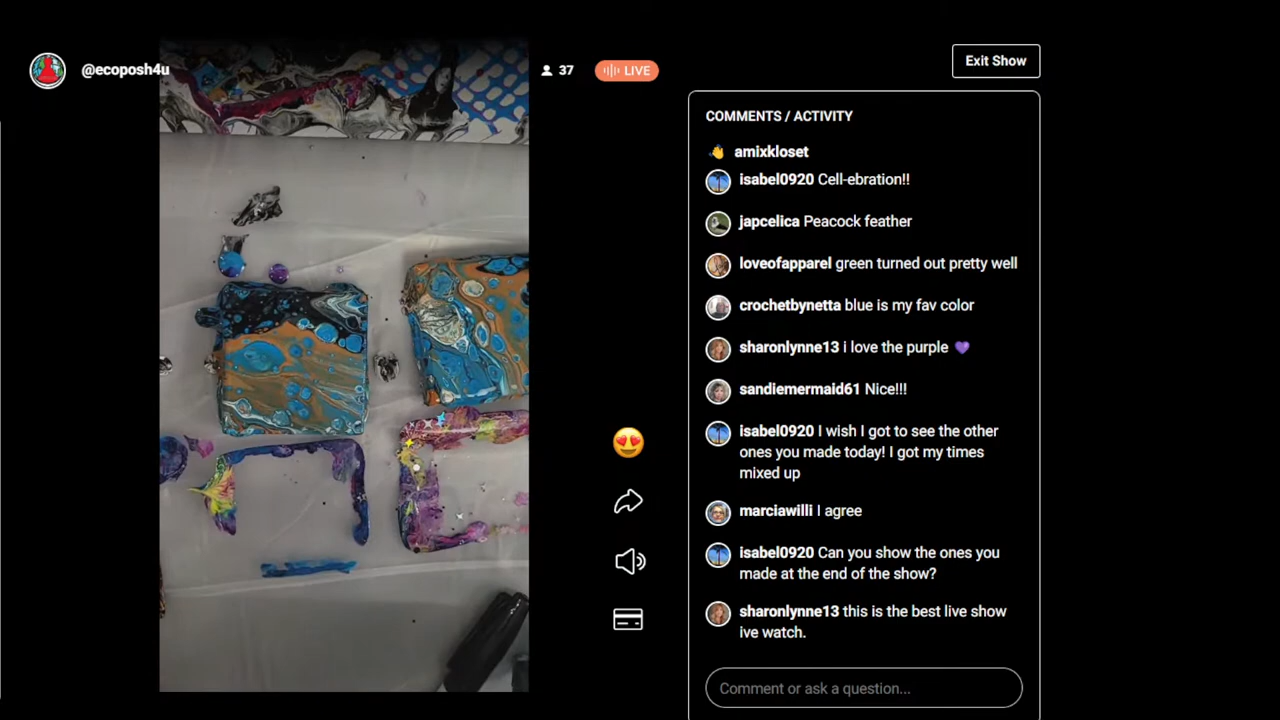 @ecoposh4u
37
LIVE
Exit Show
COMMENTS / ACTIVITY
amixkloset
isabel0920 Cell-ebration!!
japcelica Peacock feather
loveofapparel green turned out pretty well
crochetbynetta blue is my fav color
sharonlynne13 i love the purple 💜
sandiemermaid61 Nice!!!
isabel0920 I wish I got to see the other
ones you made today! I got my times
mixed up
marciawilli I agree
isabel0920 Can you show the ones you
made at the end of the show?
sharonlynne13 this is the best live show
ive watch.
Comment or ask a question...